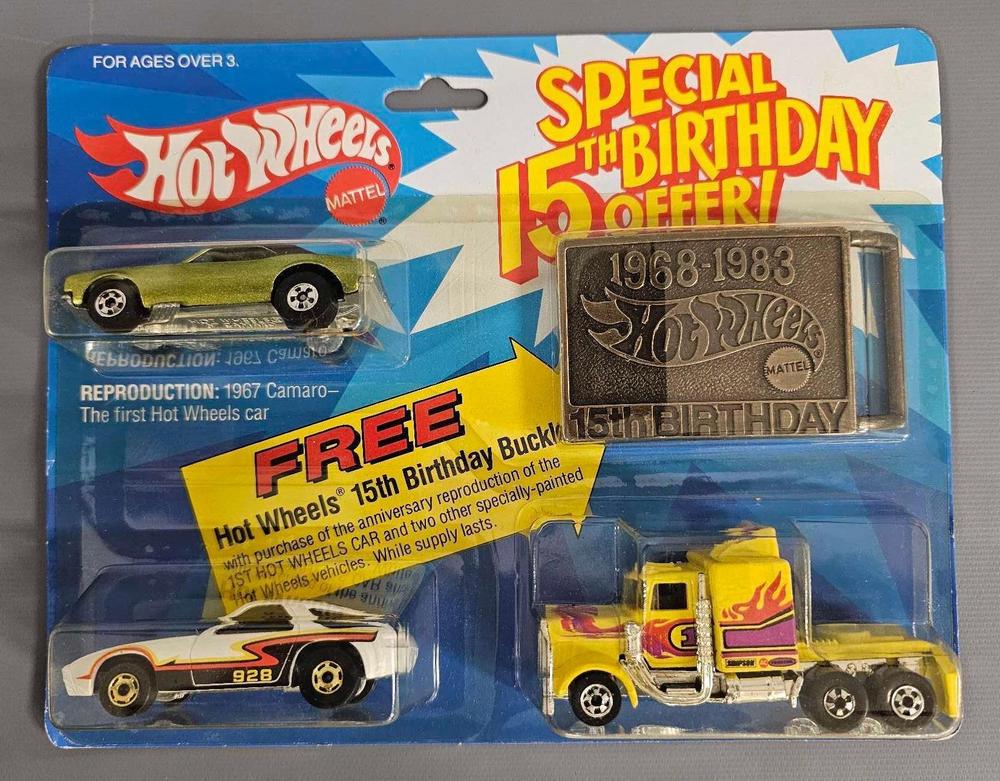 FOR AGES OVER 3.
Hot Wheels®
MATTEL
®
SPECIAL
15TH BIRTHDAY
OFFER!
1968-1983
Hot Wheels®
MATTEL
15th BIRTHDAY
REPRODUCTION: 1967 Camaro
REPRODUCTION: 1967 Camaro–
The first Hot Wheels car
FREE
Hot Wheels® 15th Birthday Buckle
with purchase of the anniversary reproduction of the
1ST HOT WHEELS CAR and two other specially-painted
Hot Wheels vehicles. While supply lasts.
928
SIMPSON